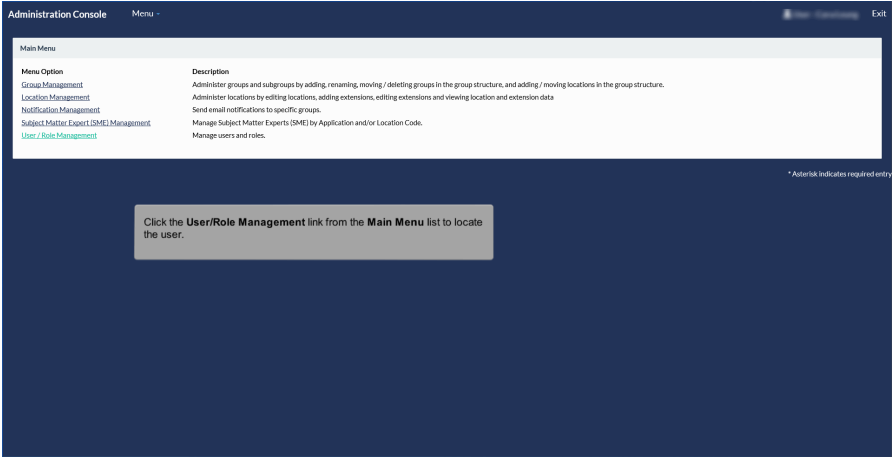 Administration Console Menu Exit
Main Menu
Menu Option Description
Group Management Administer groups and subgroups by adding, renaming, moving / deleting groups in the group structure, and adding / moving locations in the group structure.
Location Management Administer locations by editing locations, adding extensions, editing extensions and viewing location and extension data
Notification Management Send email notifications to specific groups.
Subject Matter Expert (SME) Management Manage Subject Matter Experts (SME) by Application and/or Location Code.
User / Role Management Manage users and roles.
* Asterisk indicates required entry
Click the User/Role Management link from the Main Menu list to locate
the user.